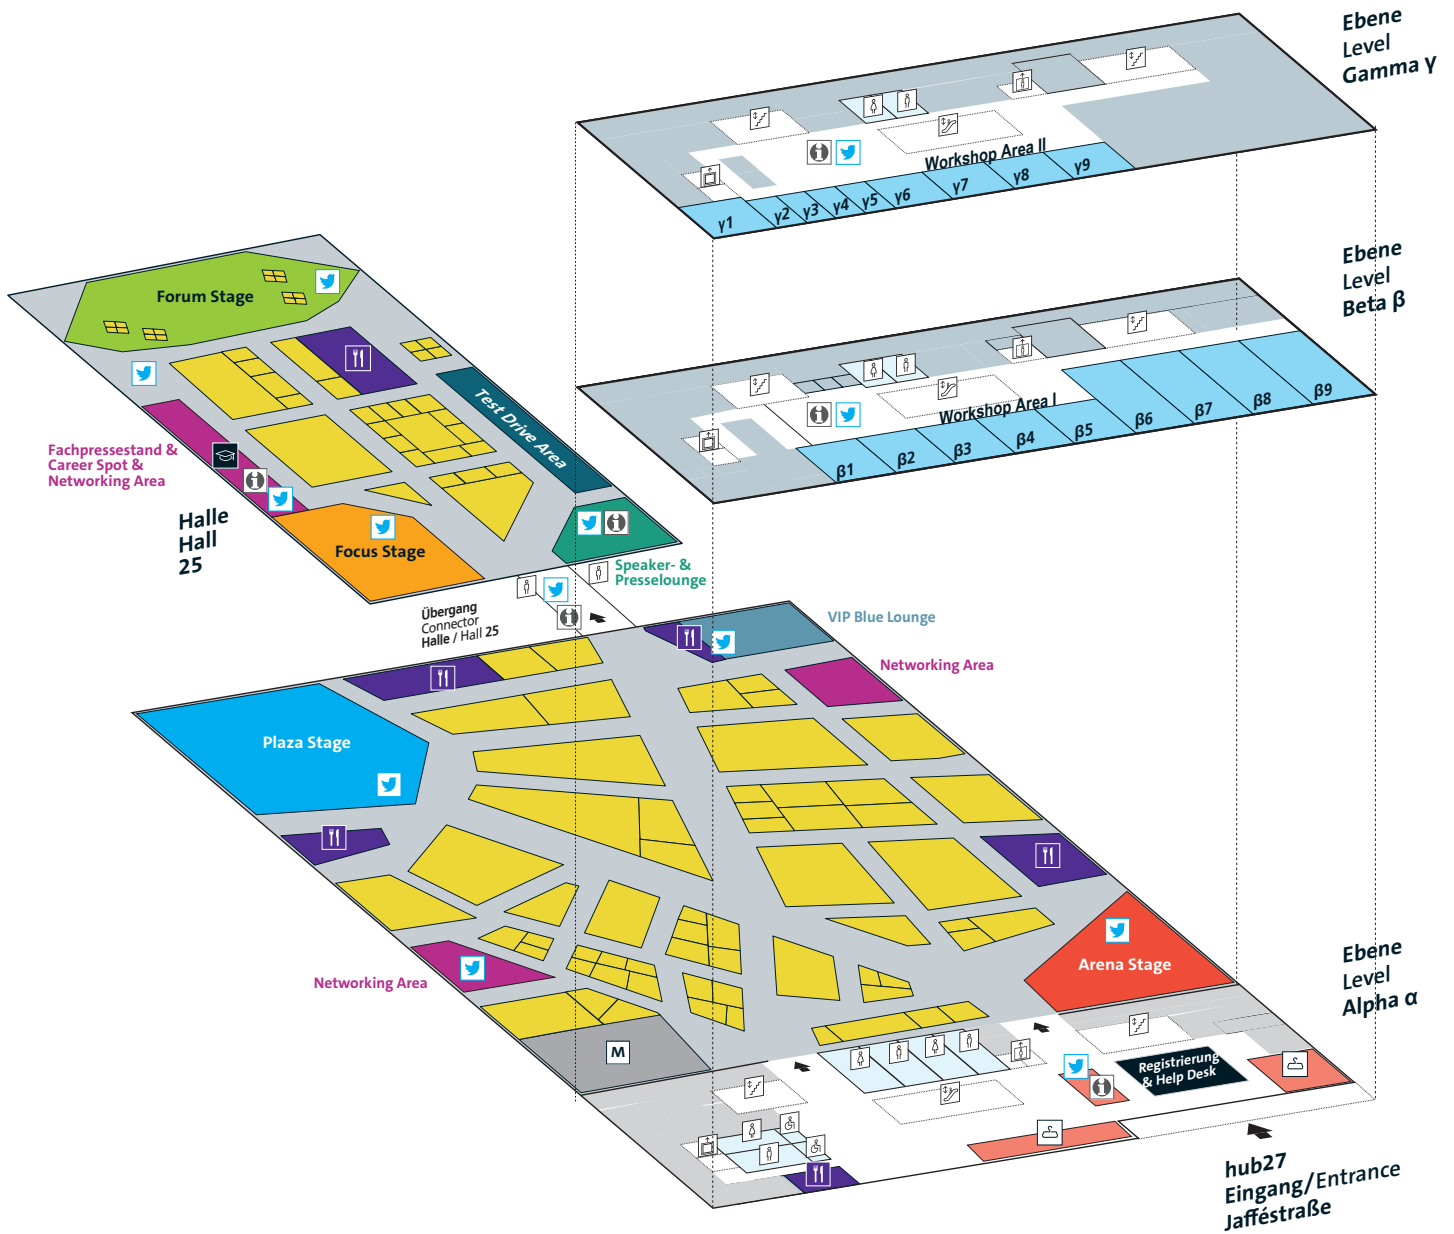 Ebene
Level
Gamma γ
Workshop Area II
γ1
γ2
γ3
γ4
γ5
γ6
γ7
γ8
γ9
Ebene
Level
Beta β
Workshop Area I
β1
β2
β3
β4
β5
β6
β7
β8
β9
Forum Stage
Test Drive Area
Fachpressestand &
Career Spot &
Networking Area
Halle
Hall
25
Focus Stage
Speaker- &
Presselounge
Übergang
Connector
Halle / Hall 25
VIP Blue Lounge
Networking Area
Plaza Stage
Networking Area
Arena Stage
M
Ebene
Level
Alpha α
Registrierung
& Help Desk
hub27
Eingang/Entrance
Jafféstraße